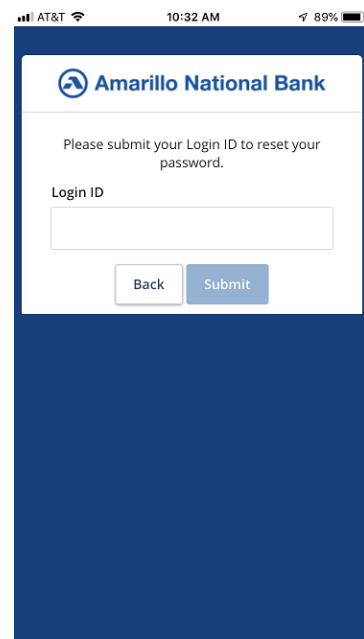 AT&T 10:32 AM 89%
Amarillo National Bank
Please submit your Login ID to reset your
password.
Login ID
Back Submit